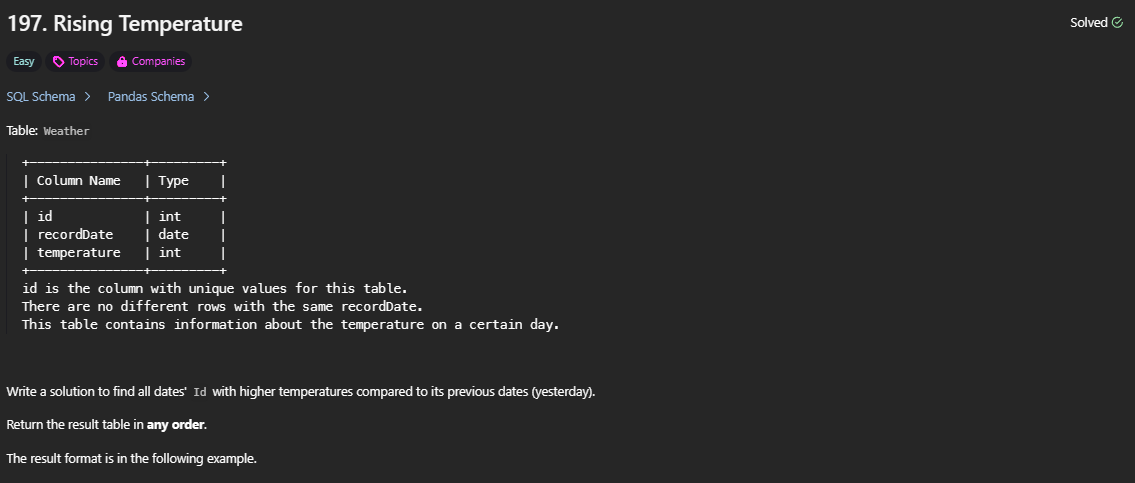 197. Rising Temperature
Solved
Easy
Topics
Companies
SQL Schema >
Pandas Schema >
Table: Weather
+---------------+---------+
| Column Name   | Type    |
+---------------+---------+
| id            | int     |
| recordDate    | date    |
| temperature   | int     |
+---------------+---------+
id is the column with unique values for this table.
There are no different rows with the same recordDate.
This table contains information about the temperature on a certain day.
Write a solution to find all dates' Id with higher temperatures compared to its previous dates (yesterday).
Return the result table in any order.
The result format is in the following example.